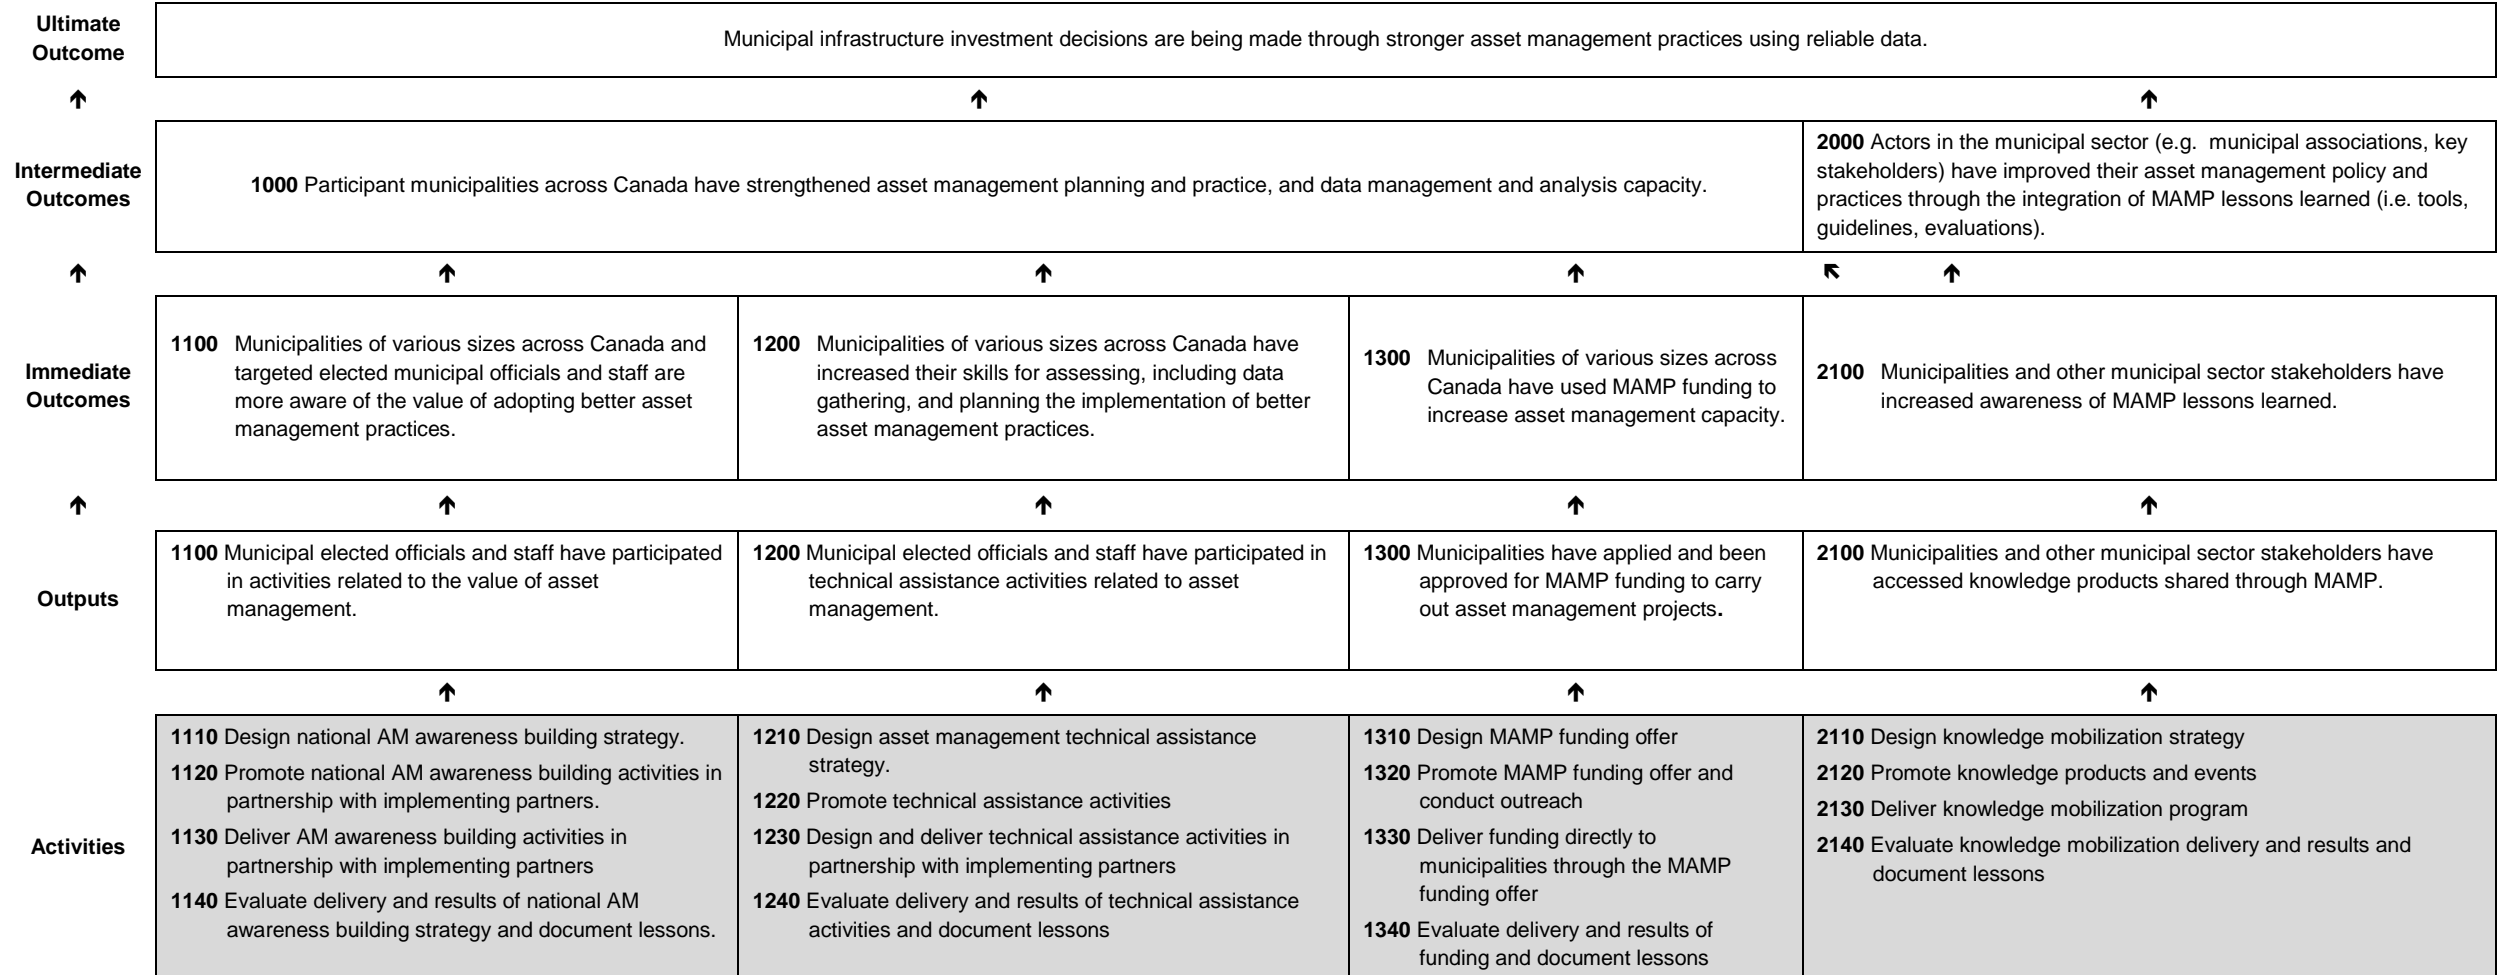 Ultimate
Outcome
Municipal infrastructure investment decisions are being made through stronger asset management practices using reliable data.
Intermediate
Outcomes
1000 Participant municipalities across Canada have strengthened asset management planning and practice, and data management and analysis capacity.
2000 Actors in the municipal sector (e.g. municipal associations, key
stakeholders) have improved their asset management policy and
practices through the integration of MAMP lessons learned (i.e. tools,
guidelines, evaluations).
Immediate
Outcomes
1100 Municipalities of various sizes across Canada and
targeted elected municipal officials and staff are
more aware of the value of adopting better asset
management practices.
1200 Municipalities of various sizes across Canada have
increased their skills for assessing, including data
gathering, and planning the implementation of better
asset management practices.
1300 Municipalities of various sizes across
Canada have used MAMP funding to
increase asset management capacity.
2100 Municipalities and other municipal sector stakeholders have
increased awareness of MAMP lessons learned.
Outputs
1100 Municipal elected officials and staff have participated
in activities related to the value of asset
management.
1200 Municipal elected officials and staff have participated in
technical assistance activities related to asset
management.
1300 Municipalities have applied and been
approved for MAMP funding to carry
out asset management projects.
2100 Municipalities and other municipal sector stakeholders have
accessed knowledge products shared through MAMP.
Activities
1110 Design national AM awareness building strategy.
1120 Promote national AM awareness building activities in
partnership with implementing partners.
1130 Deliver AM awareness building activities in
partnership with implementing partners
1140 Evaluate delivery and results of national AM
awareness building strategy and document lessons.
1210 Design asset management technical assistance
strategy.
1220 Promote technical assistance activities
1230 Design and deliver technical assistance activities in
partnership with implementing partners
1240 Evaluate delivery and results of technical assistance
activities and document lessons
1310 Design MAMP funding offer
1320 Promote MAMP funding offer and
conduct outreach
1330 Deliver funding directly to
municipalities through the MAMP
funding offer
1340 Evaluate delivery and results of
funding and document lessons
2110 Design knowledge mobilization strategy
2120 Promote knowledge products and events
2130 Deliver knowledge mobilization program
2140 Evaluate knowledge mobilization delivery and results and
document lessons